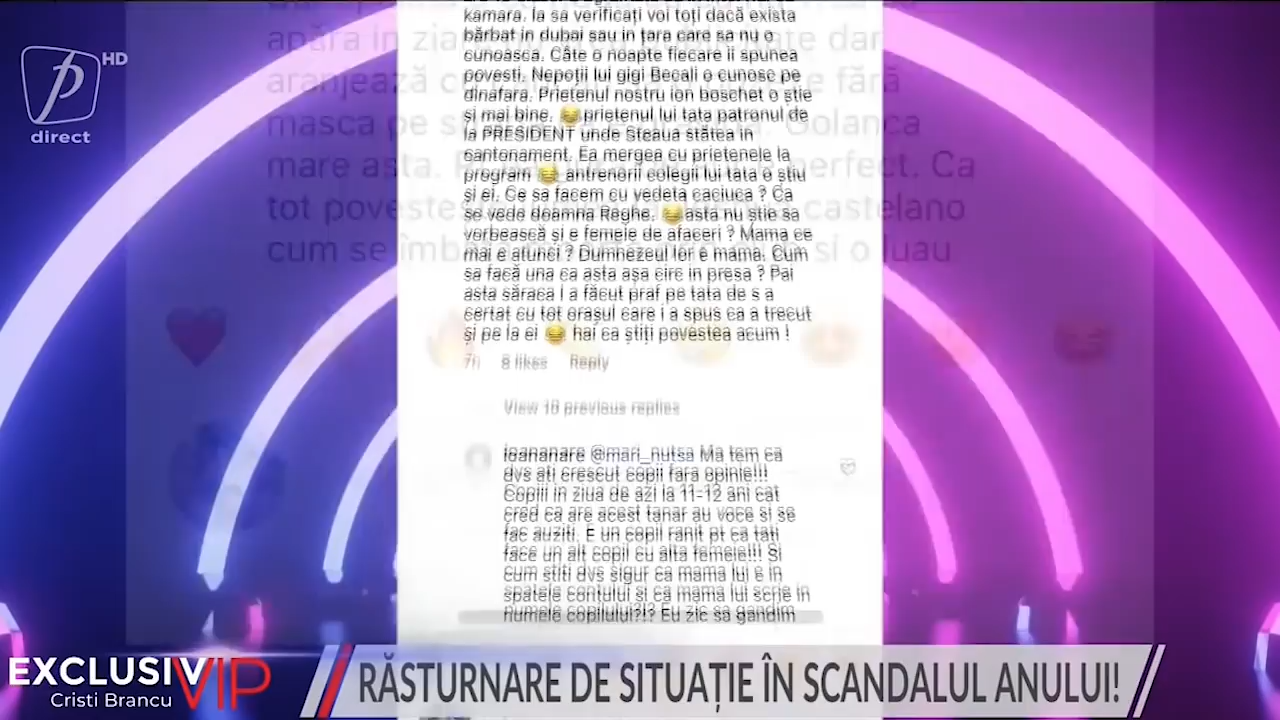 kamara. Ia sa verificați voi toți dacă exista
bărbat in dubai sau in țara care sa nu o
cunoasca. Câte o noapte fiecare îi spunea
povești. Nepoții lui gigi Becali o cunosc pe
dinafara. Prietenul nostru ion boschet o știe
și mai bine. 😂prietenul lui tata patronul de
la PRESIDENT unde Steaua stătea in
cantonament. Ea mergea cu prietenele la
program 😂 antrenorii colegii lui tata o știu
și ei. Ce sa facem cu vedeta caciuca ? Ca
se vede doamna Reghe. 😂asta nu știe sa
vorbească și e femeie de afaceri ? Mama ce
mai e atunci ? Dumnezeul lor e mama. Cum
sa facă una ca asta așa circ in presa ? Pai
asta săraca l a făcut praf pe tata de s a
certat cu tot orașul care i a spus ca a trecut
și pe la ei 😂 hai ca știți povestea acum !
7h 8 likes Reply
View 10 previous replies
ioananare @mari_nutsa Ma tem ca
dvs ati crescut copii fara opinie!!!
Copiii in ziua de azi la 11-12 ani cat
cred ca are acest tanar au voce si se
fac auziti. E un copil ranit pt ca tati
face un alt copil cu alta femeie!!! Si
cum stiti dvs sigur ca mama lui e in
spatele contului si ca mama lui scrie in
numele copilului?!? Eu zic sa gandim
p HD
direct
EXCLUSIV VIP
Cristi Brancu
RĂSTURNARE DE SITUAȚIE ÎN SCANDALUL ANULUI!